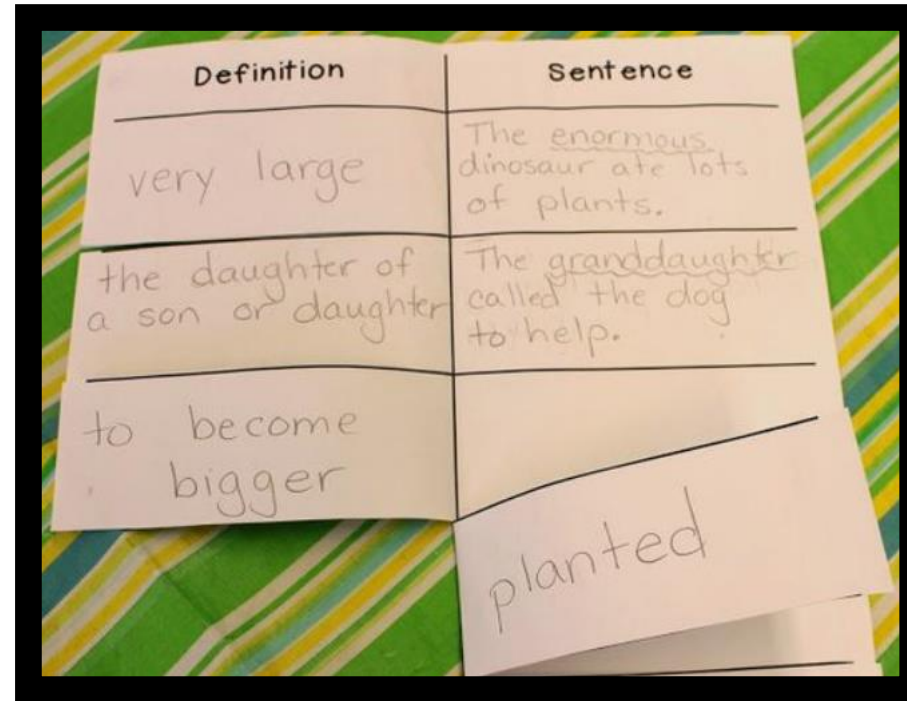 Definition
Sentence
very large
The enormous
dinosaur ate lots
of plants.
the daughter of
a son or daughter
The granddaughter
called the dog
to help.
to become
bigger
planted